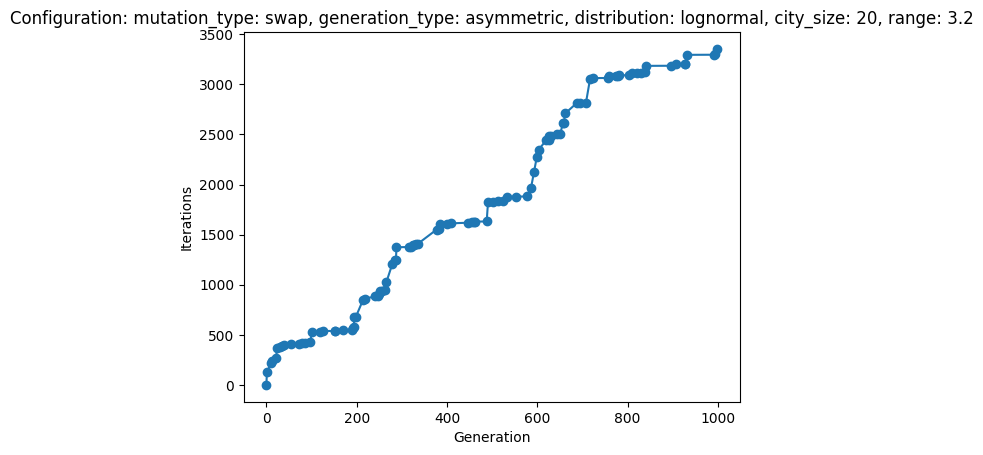 Configuration: mutation_type: swap, generation_type: asymmetric, distribution: lognormal, city_size: 20, range: 3.2
3500
3000
2500
2000
1500
1000
500
0
Iterations
0 200 400 600 800 1000
Generation